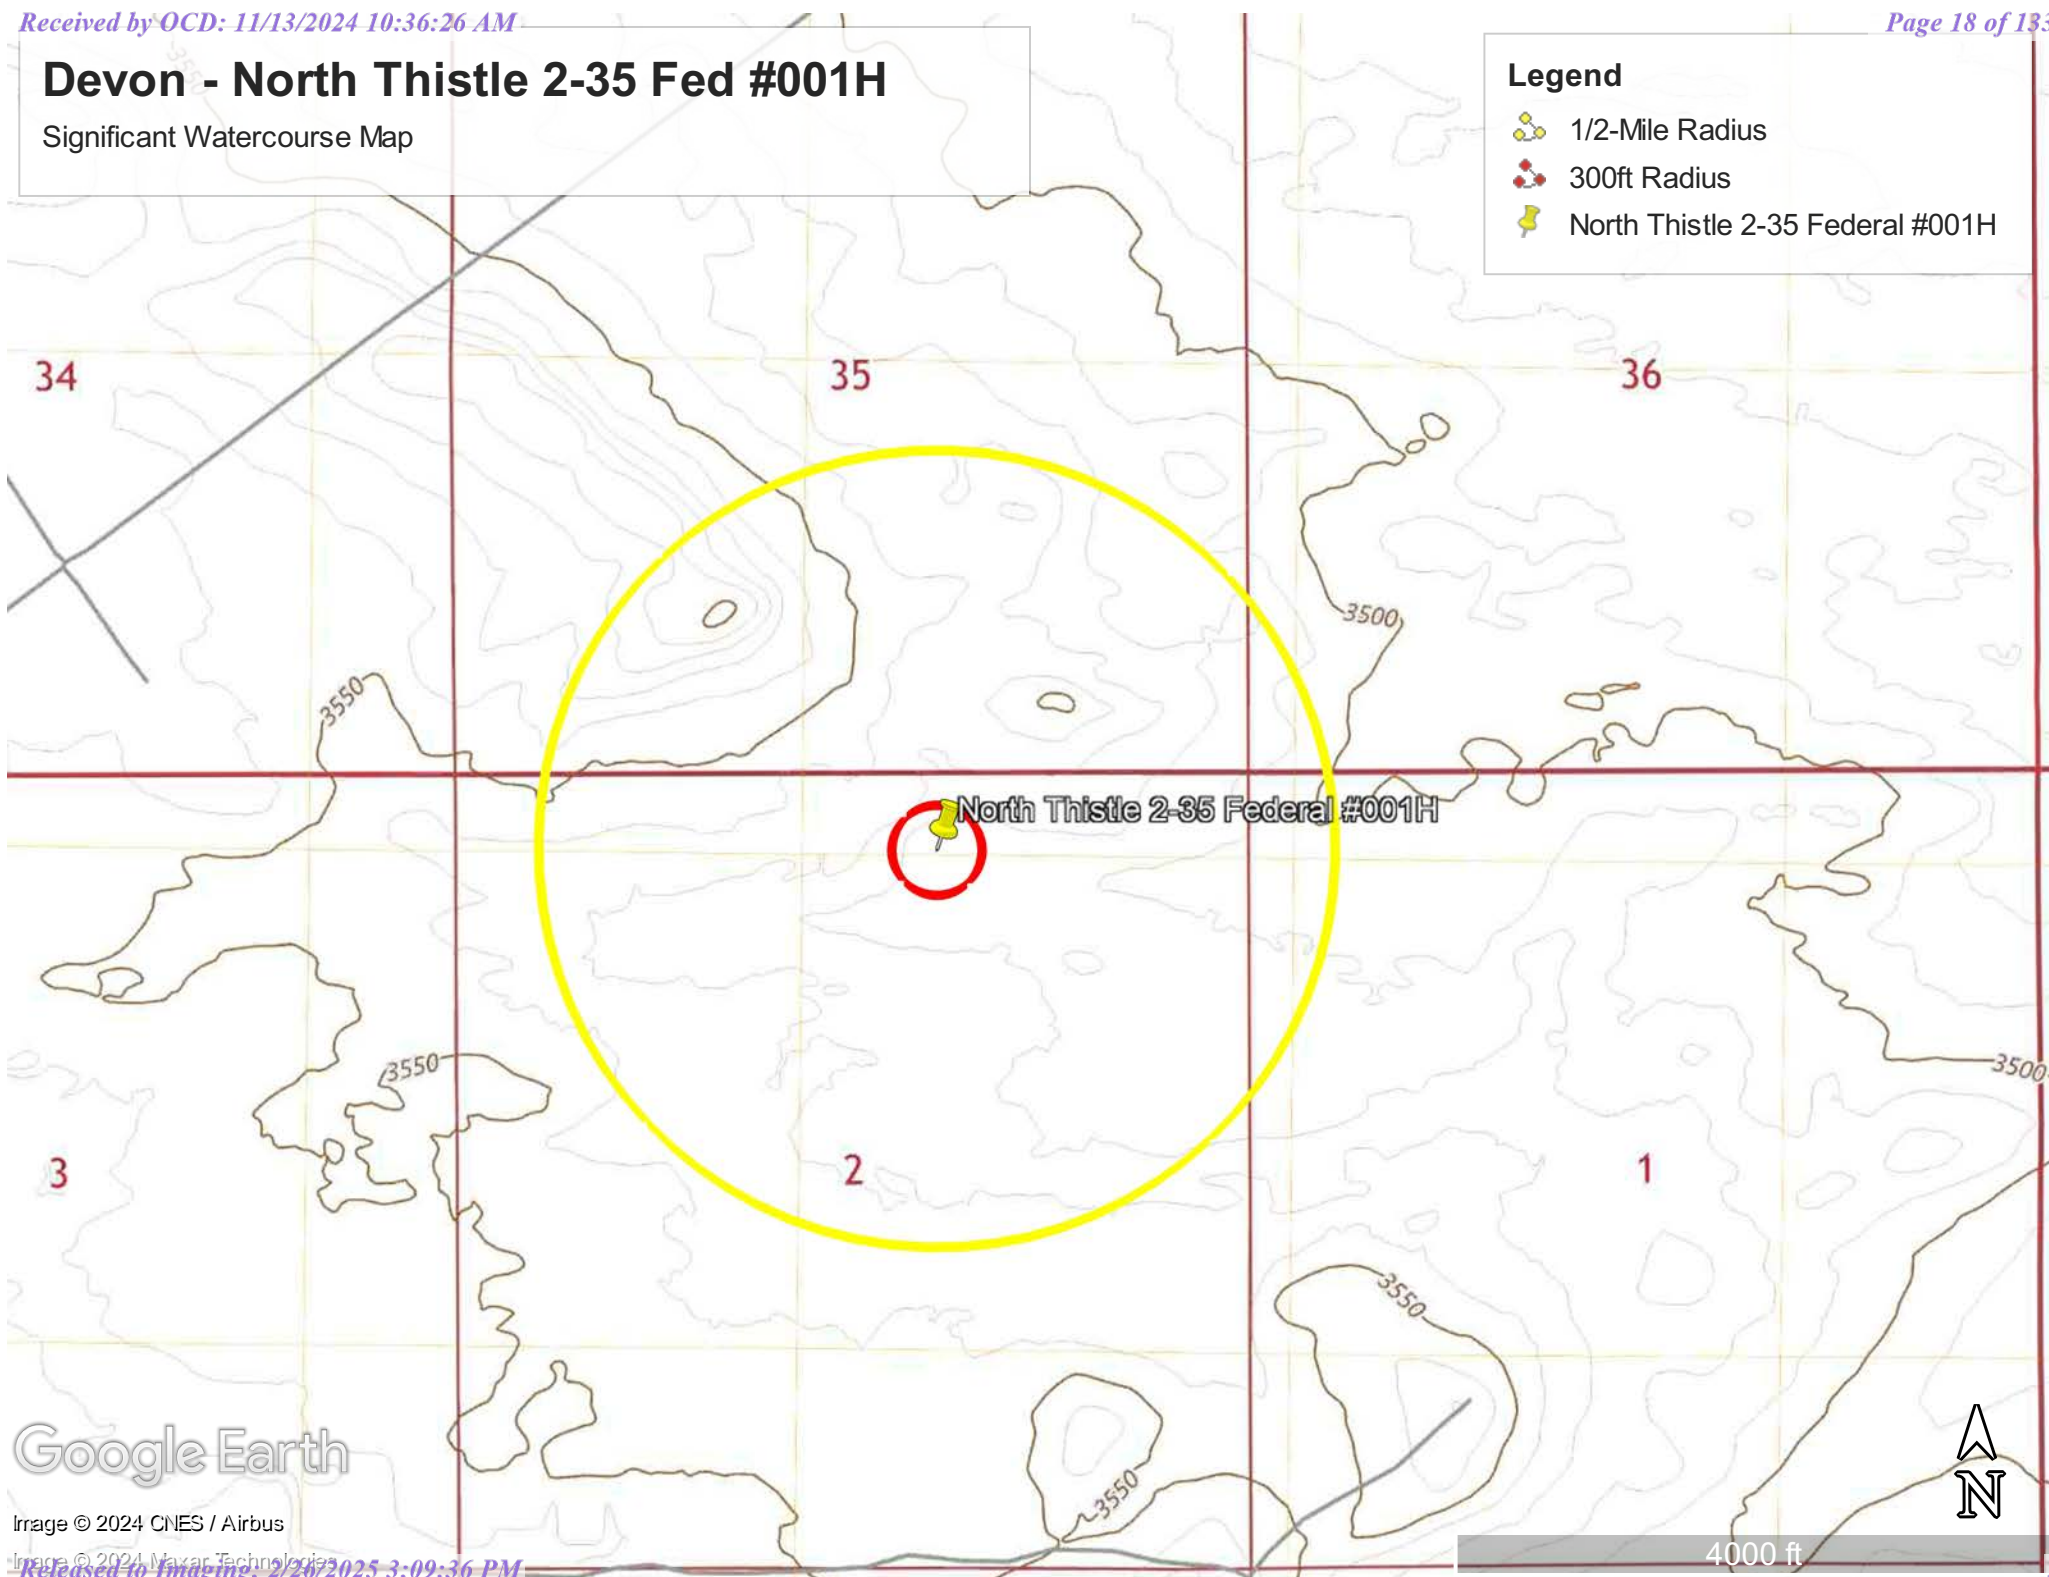 Received by OCD: 11/13/2024 10:36:26 AM
Page 18 of 133
Devon - North Thistle 2-35 Fed #001H
Significant Watercourse Map
Legend
1/2-Mile Radius
300ft Radius
North Thistle 2-35 Federal #001H
3550
34
35
36
3500
3550
North Thistle 2-35 Federal #001H
3550
3500
3
2
1
3550
3550
Google Earth
N
Image © 2024 CNES / Airbus
Image © 2024 Maxar Technologies
4000 ft
Released to Imaging: 2/26/2025 3:09:36 PM